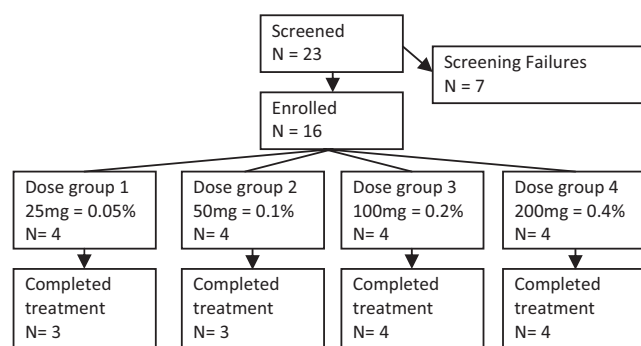 Screened
N = 23
Screening Failures
N = 7
Enrolled
N = 16
Dose group 1
25mg = 0.05%
N= 4
Dose group 2
50mg = 0.1%
N= 4
Dose group 3
100mg = 0.2%
N= 4
Dose group 4
200mg = 0.4%
N= 4
Completed
treatment
N= 3
Completed
treatment
N= 3
Completed
treatment
N= 4
Completed
treatment
N= 4